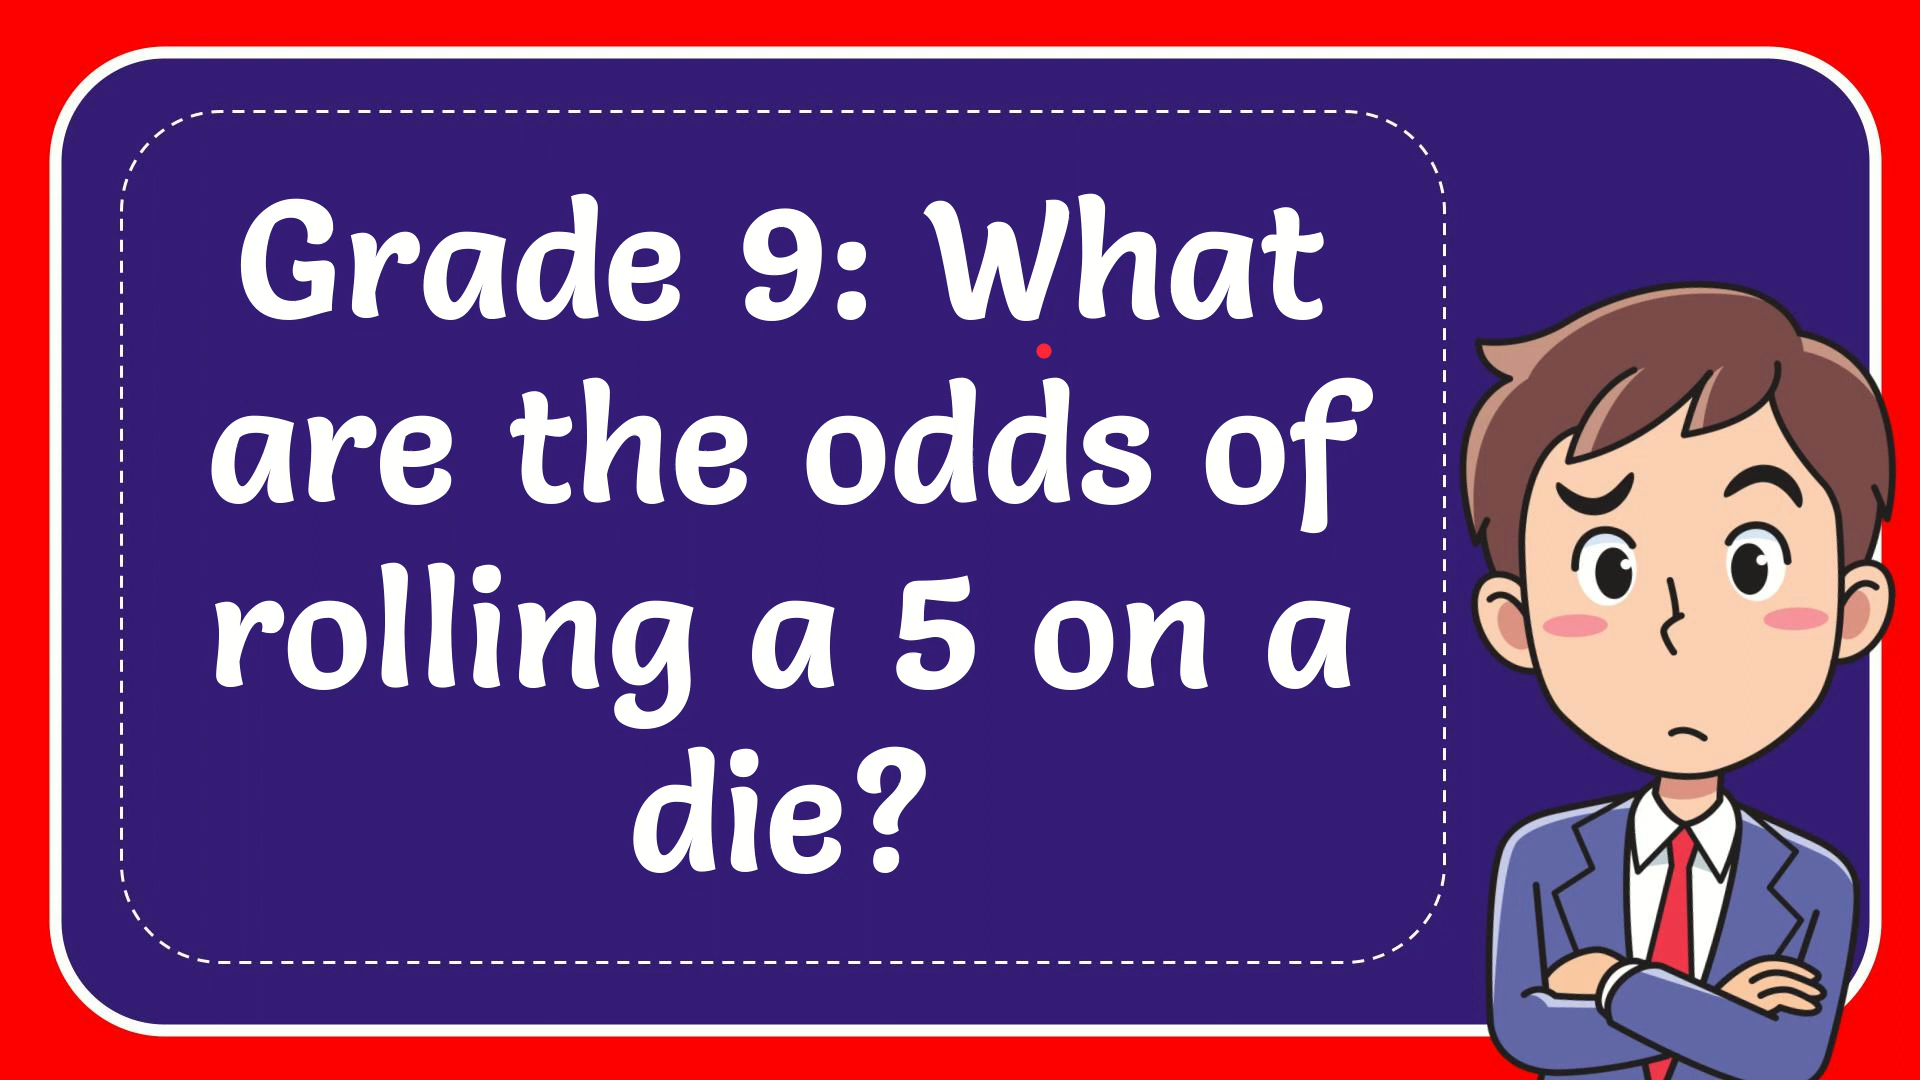 Grade 9: What
are the odds of
rolling a 5 on a
die?